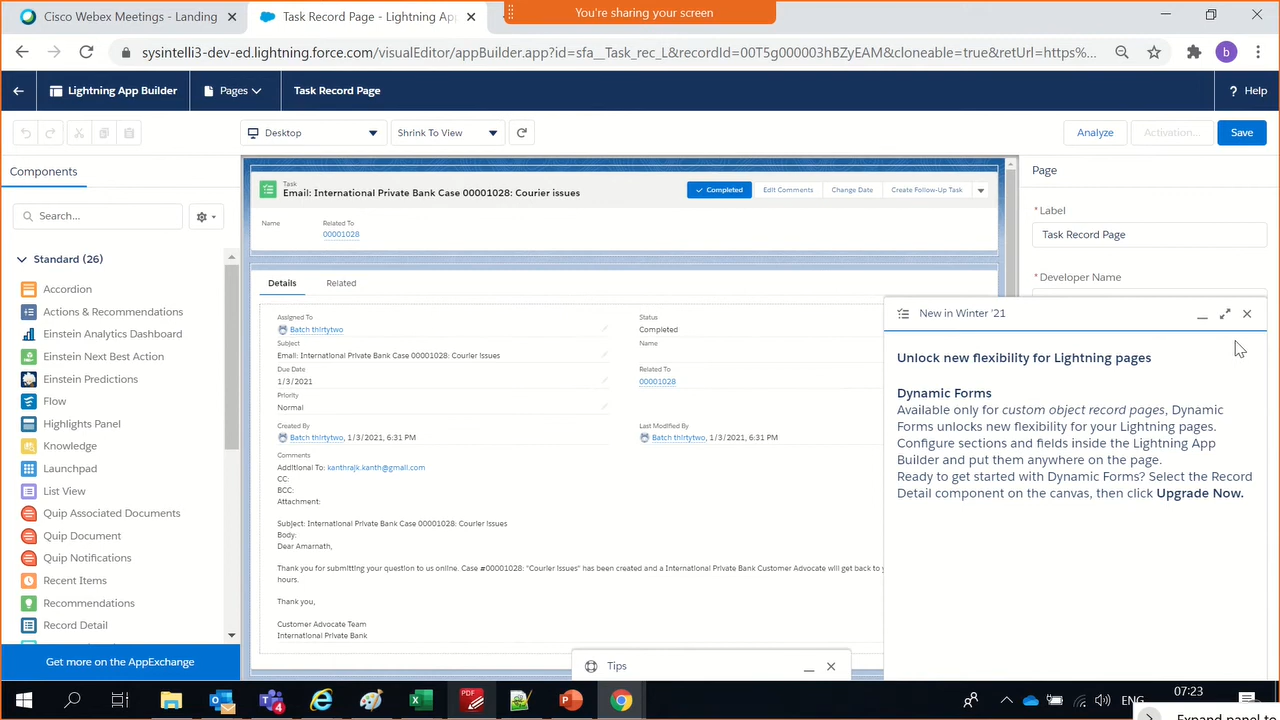 Cisco Webex Meetings - Landing
Task Record Page - Lightning App
You're sharing your screen
sysintelli3-dev-ed.lightning.force.com/visualEditor/appBuilder.app?id=sfa__Task_rec_L&recordId=00T5g000003hBZyEAM&cloneable=true&retUrl=https%...
b
Lightning App Builder
Pages
Task Record Page
? Help
Desktop
Shrink To View
Analyze
Activation...
Save
Components
Search...
Standard (26)
Accordion
Actions & Recommendations
Einstein Analytics Dashboard
Einstein Next Best Action
Einstein Predictions
Flow
Highlights Panel
Knowledge
Launchpad
List View
Quip Associated Documents
Quip Document
Quip Notifications
Recent Items
Recommendations
Record Detail
Get more on the AppExchange
Task
Email: International Private Bank Case 00001028: Courier issues
Completed
Edit Comments
Change Date
Create Follow-Up Task
Name
Related To
00001028
Details
Related
Assigned To
Batch thirtytwo
Status
Completed
Subject
Email: International Private Bank Case 00001028: Courier issues
Name
Due Date
1/3/2021
Related To
00001028
Priority
Normal
Created By
Batch thirtytwo, 1/3/2021, 6:31 PM
Last Modified By
Batch thirtytwo, 1/3/2021, 6:31 PM
Comments
Additional To: kanthrajk.kanth@gmail.com
CC:
BCC:
Attachment:
Subject: International Private Bank Case 00001028: Courier issues
Body:
Dear Amarnath,
Thank you for submitting your question to us online. Case #00001028: "Courier issues" has been created and a International Private Bank Customer Advocate will get back to
hours.
Thank you,
Customer Advocate Team
International Private Bank
Page
* Label
Task Record Page
* Developer Name
New in Winter '21
Unlock new flexibility for Lightning pages
Dynamic Forms
Available only for custom object record pages, Dynamic
Forms unlocks new flexibility for your Lightning pages.
Configure sections and fields inside the Lightning App
Builder and put them anywhere on the page.
Ready to get started with Dynamic Forms? Select the Record
Detail component on the canvas, then click Upgrade Now.
Tips
PDF
ENG
07:23
Expand panel to